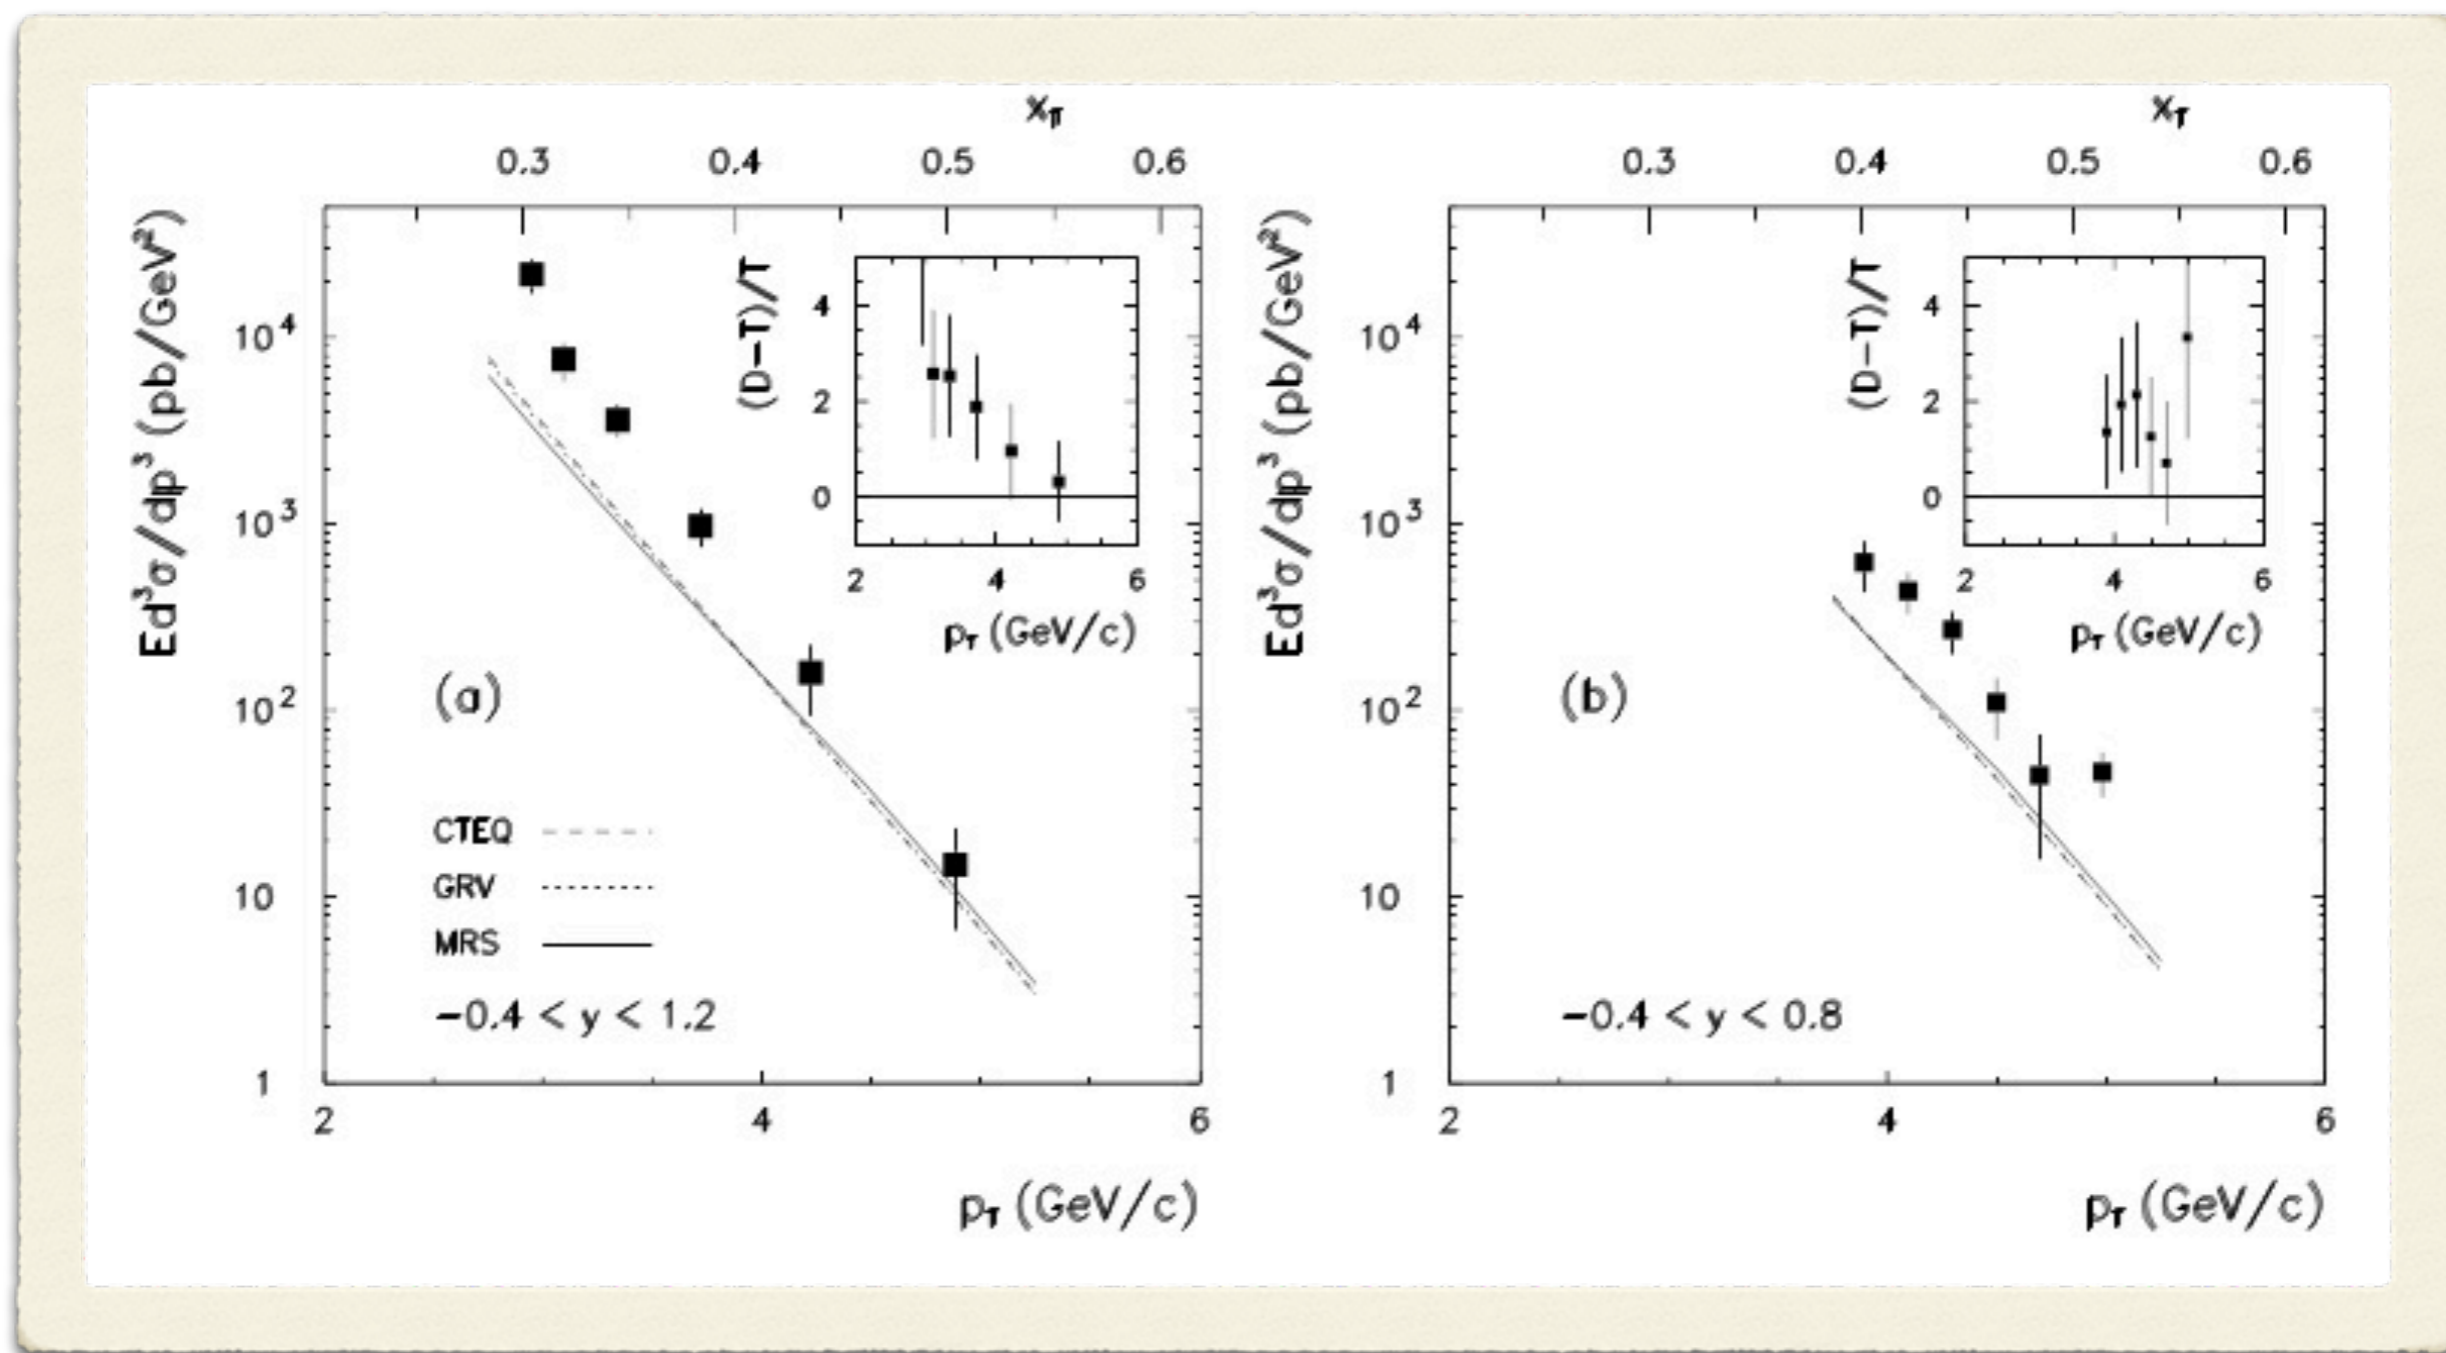 x_T
0.3 0.4 0.5 0.6
Ed³σ/dp³ (pb/GeV²)
10⁴
10³
10²
10
1
2 4 6
p_T (GeV/c)
(a)
CTEQ
GRV
MRS
−0.4 < y < 1.2
(D−T)/T
4
2
0
2 4 6
p_T (GeV/c)
x_T
0.3 0.4 0.5 0.6
Ed³σ/dp³ (pb/GeV²)
10⁴
10³
10²
10
1
2 4 6
p_T (GeV/c)
(b)
−0.4 < y < 0.8
(D−T)/T
4
2
0
2 4 6
p_T (GeV/c)